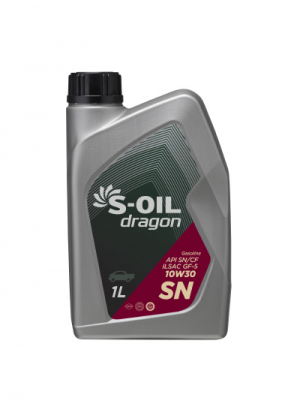 S-OIL
dragon
Gasoline
API SN/CF
ILSAC GF-5
10W30
1L
SN